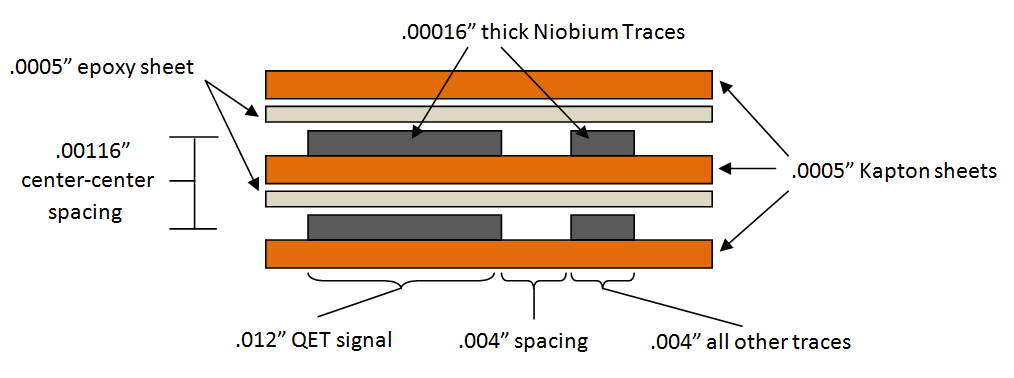 .00016” thick Niobium Traces
.0005” epoxy sheet
.00116”
center-center
spacing
.0005” Kapton sheets
.012” QET signal
.004” spacing
.004” all other traces